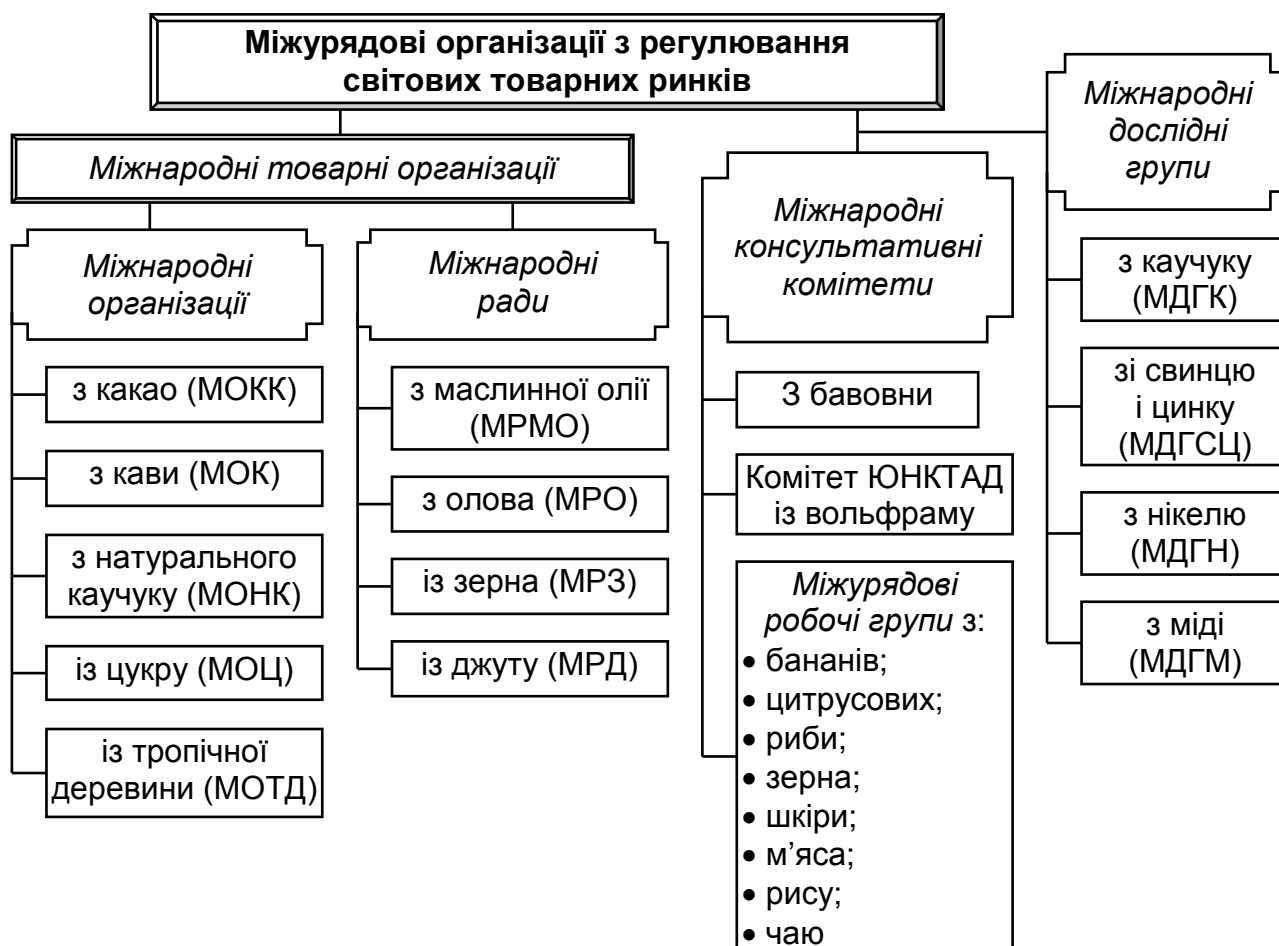 Міжурядові організації з регулювання
світових товарних ринків
Міжнародні товарні організації
Міжнародні
організації
з какао (МОКК)
з кави (МОК)
з натурального
каучуку (МОНК)
із цукру (МОЦ)
із тропічної
деревини (МОТД)
Міжнародні
ради
з маслинної олії
(МРМО)
з олова (МРО)
із зерна (МРЗ)
із джуту (МРД)
Міжнародні
консультативні
комітети
З бавовни
Комітет ЮНКТАД
із вольфраму
Міжурядові
робочі групи з:
• бананів;
• цитрусових;
• риби;
• зерна;
• шкіри;
• м’яса;
• рису;
• чаю
Міжнародні
дослідні
групи
з каучуку
(МДГК)
зі свинцю
і цинку
(МДГСЦ)
з нікелю
(МДГН)
з міді
(МДГМ)